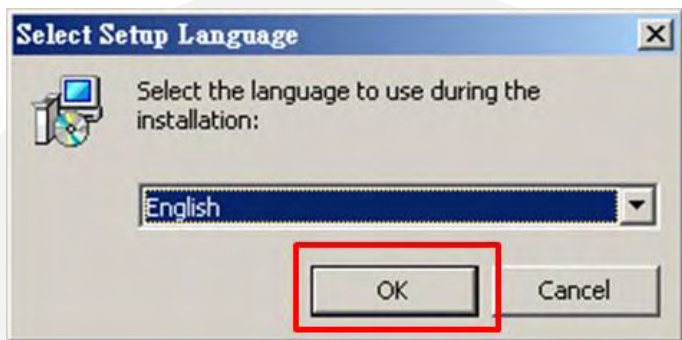 Select Setup Language
Select the language to use during the
installation:
English
OK
Cancel